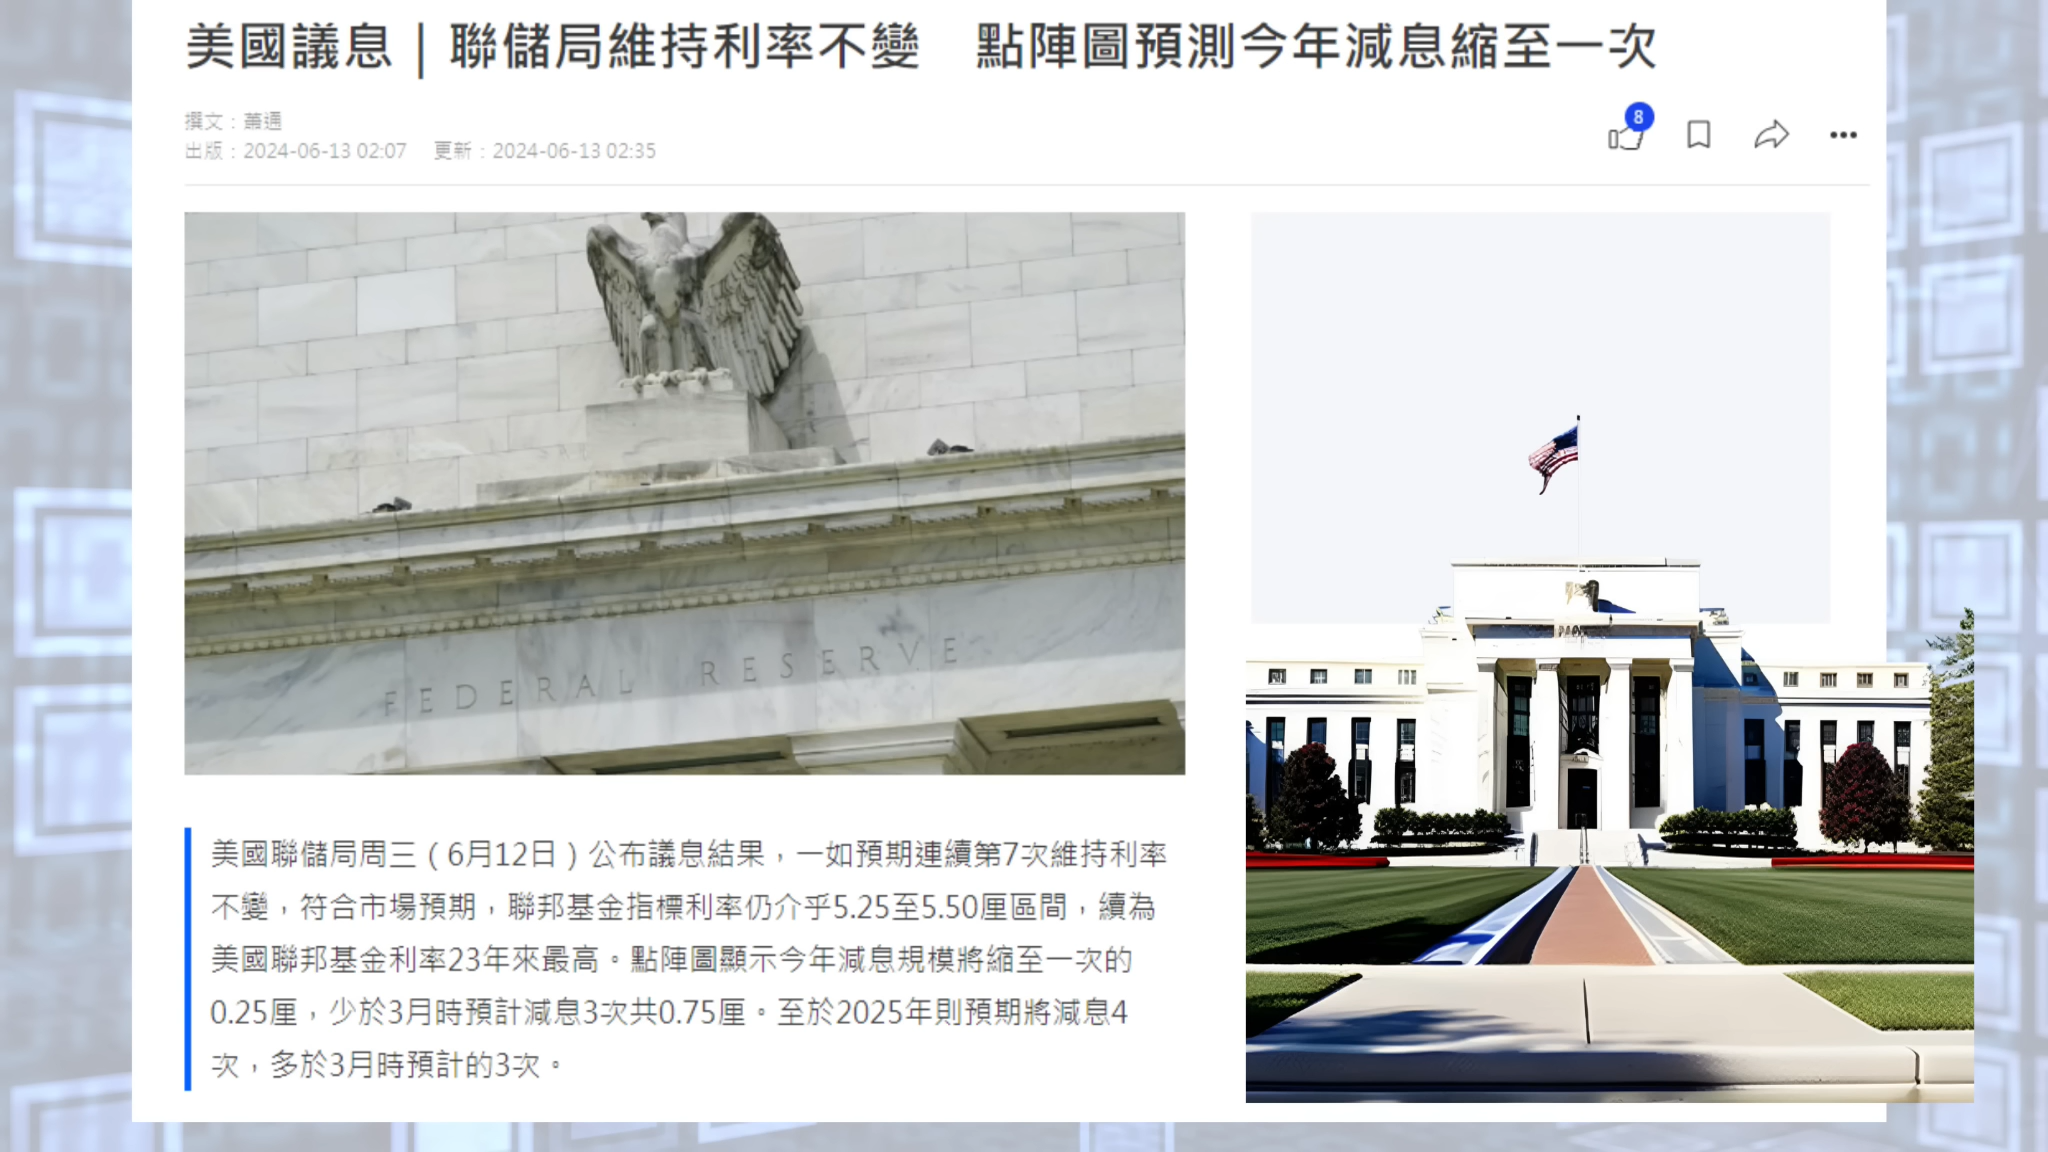 美國議息｜聯儲局維持利率不變　點陣圖預測今年減息縮至一次
撰文：蕭通
出版：2024-06-13 02:07　更新：2024-06-13 02:35
8
FEDERAL RESERVE
美國聯儲局周三（6月12日）公布議息結果，一如預期連續第7次維持利率
不變，符合市場預期，聯邦基金指標利率仍介乎5.25至5.50厘區間，續為
美國聯邦基金利率23年來最高。點陣圖顯示今年減息規模將縮至一次的
0.25厘，少於3月時預計減息3次共0.75厘。至於2025年則預期將減息4
次，多於3月時預計的3次。